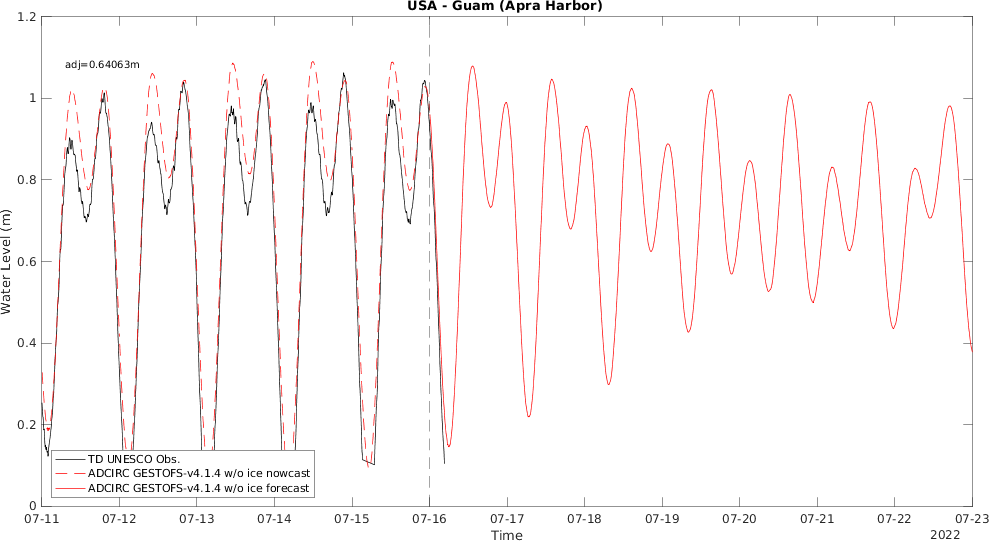 USA - Guam (Apra Harbor)
1.2
adj=0.64063m
1
0.8
0.6
0.4
0.2
0
Water Level (m)
TD UNESCO Obs.
ADCIRC GESTOFS-v4.1.4 w/o ice nowcast
ADCIRC GESTOFS-v4.1.4 w/o ice forecast
07-11 07-12 07-13 07-14 07-15 07-16 07-17 07-18 07-19 07-20 07-21 07-22 07-23
Time
2022